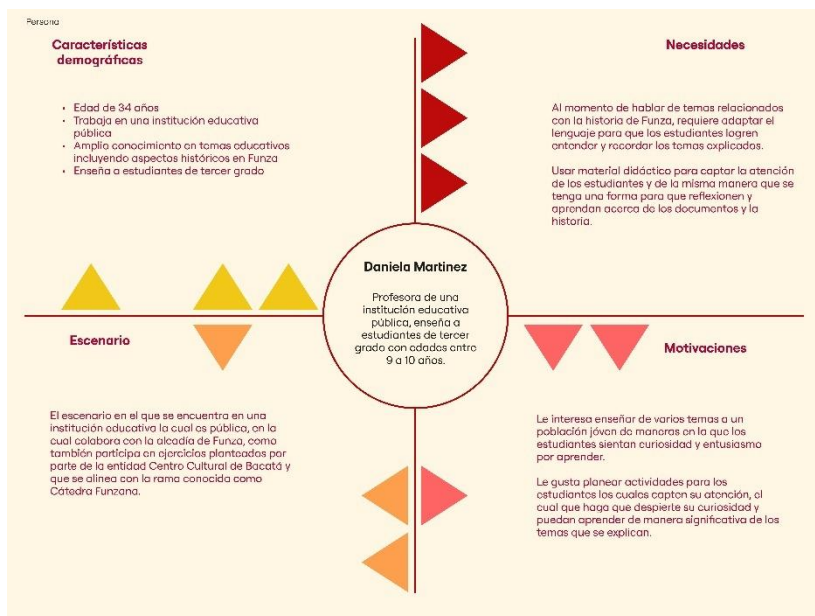 Persona
Características
demográficas
• Edad de 34 años
• Trabaja en una institución educativa
pública
• Amplio conocimiento en temas educativos
incluyendo aspectos históricos en Funza
• Enseña a estudiantes de tercer grado
Necesidades
Al momento de hablar de temas relacionados
con la historia de Funza, requiere adaptar el
lenguaje para que los estudiantes logren
entender y recordar los temas explicados.
Usar material didáctico para captar la atención
de los estudiantes y de la misma manera que se
tenga una forma para que reflexionen y
aprendan acerca de los documentos y la
historia.
Daniela Martinez
Profesora de una
institución educativa
pública, enseña a
estudiantes de tercer
grado con edades entre
9 a 10 años.
Escenario
El escenario en el que se encuentra en una
institución educativa la cual es pública, en la
cual colabora con la alcadía de Funza, como
también participa en ejercicios planteados por
parte de la entidad Centro Cultural de Bacatá y
que se alinea con la rama conocida como
Cátedra Funzana.
Motivaciones
Le interesa enseñar de varios temas a un
población jóven de maneras en la que los
estudiantes sientan curiosidad y entusiasmo
por aprender.
Le gusta planear actividades para los
estudiantes los cuales capten su atención, el
cual que haga que despierte su curiosidad y
puedan aprender de manera significativa de los
temas que se explican.